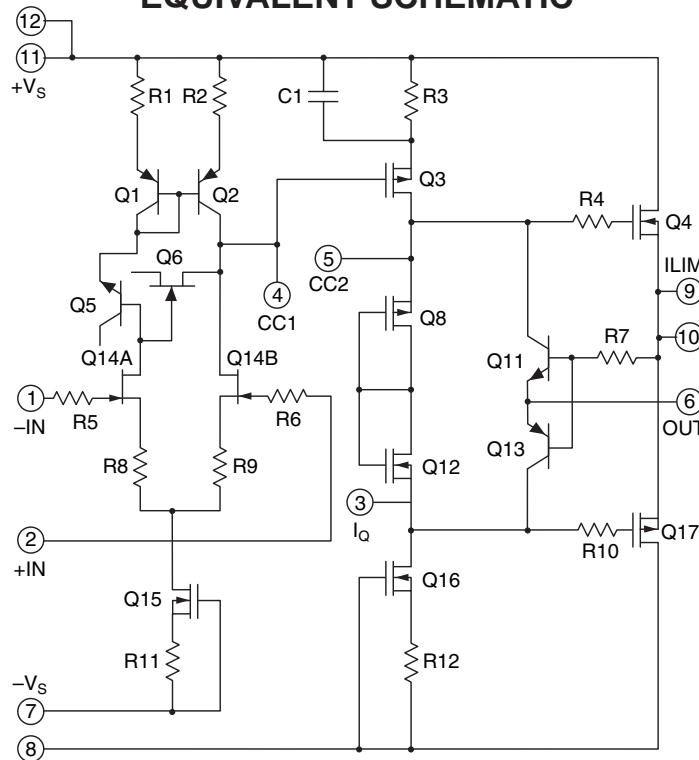 EQUIVALENT SCHEMATIC
12
11
+VS
R1
R2
C1
R3
Q1
Q2
Q3
R4
Q4
Q6
5
CC2
ILIM
9
4
CC1
Q5
Q8
10
R7
Q14A
Q14B
Q11
1
–IN
R5
R6
6
OUT
R8
R9
Q12
Q13
3
IQ
2
+IN
R10
Q17
Q15
Q16
R11
R12
–VS
7
8